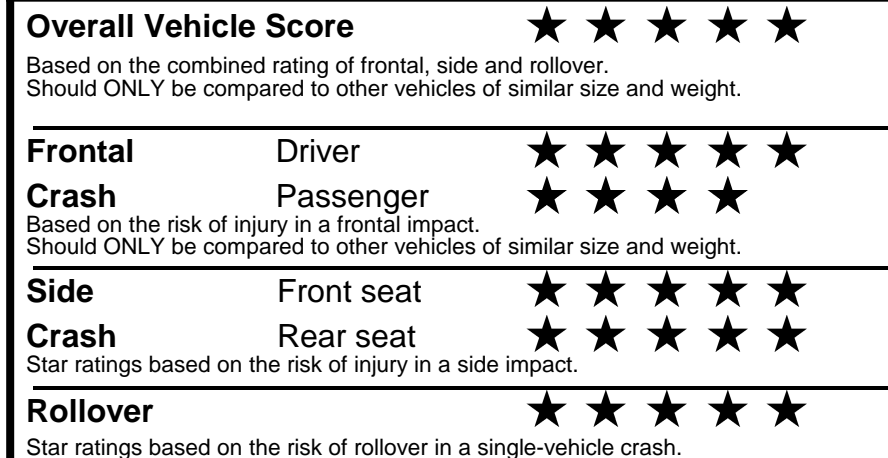 Overall Vehicle Score ★ ★ ★ ★ ★
Based on the combined rating of frontal, side and rollover.
Should ONLY be compared to other vehicles of similar size and weight.
Frontal Driver ★ ★ ★ ★ ★
Crash Passenger ★ ★ ★ ★
Based on the risk of injury in a frontal impact.
Should ONLY be compared to other vehicles of similar size and weight.
Side Front seat ★ ★ ★ ★ ★
Crash Rear seat ★ ★ ★ ★ ★
Star ratings based on the risk of injury in a side impact.
Rollover ★ ★ ★ ★ ★
Star ratings based on the risk of rollover in a single-vehicle crash.